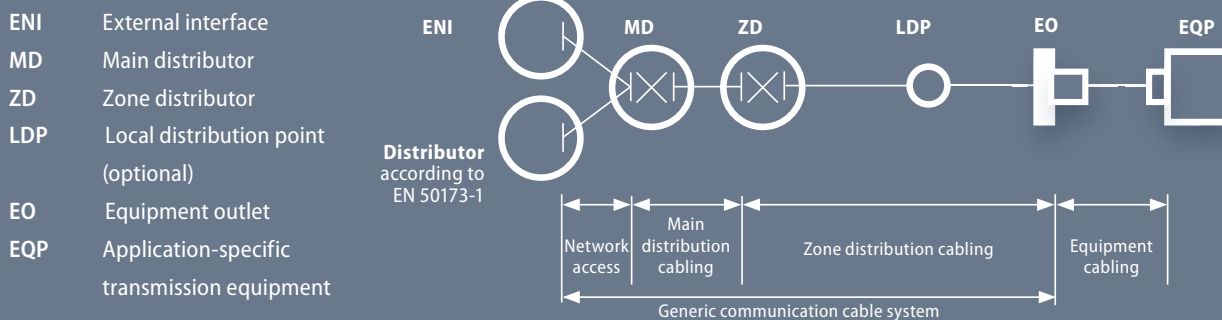 ENI External interface
MD Main distributor
ZD Zone distributor
LDP Local distribution point
(optional)
EO Equipment outlet
EQP Application-specific
transmission equipment
ENI
MD
ZD
LDP
EO
EQP
Distributor
according to
EN 50173-1
Network
access
Main
distribution
cabling
Zone distribution cabling
Equipment
cabling
Generic communication cable system